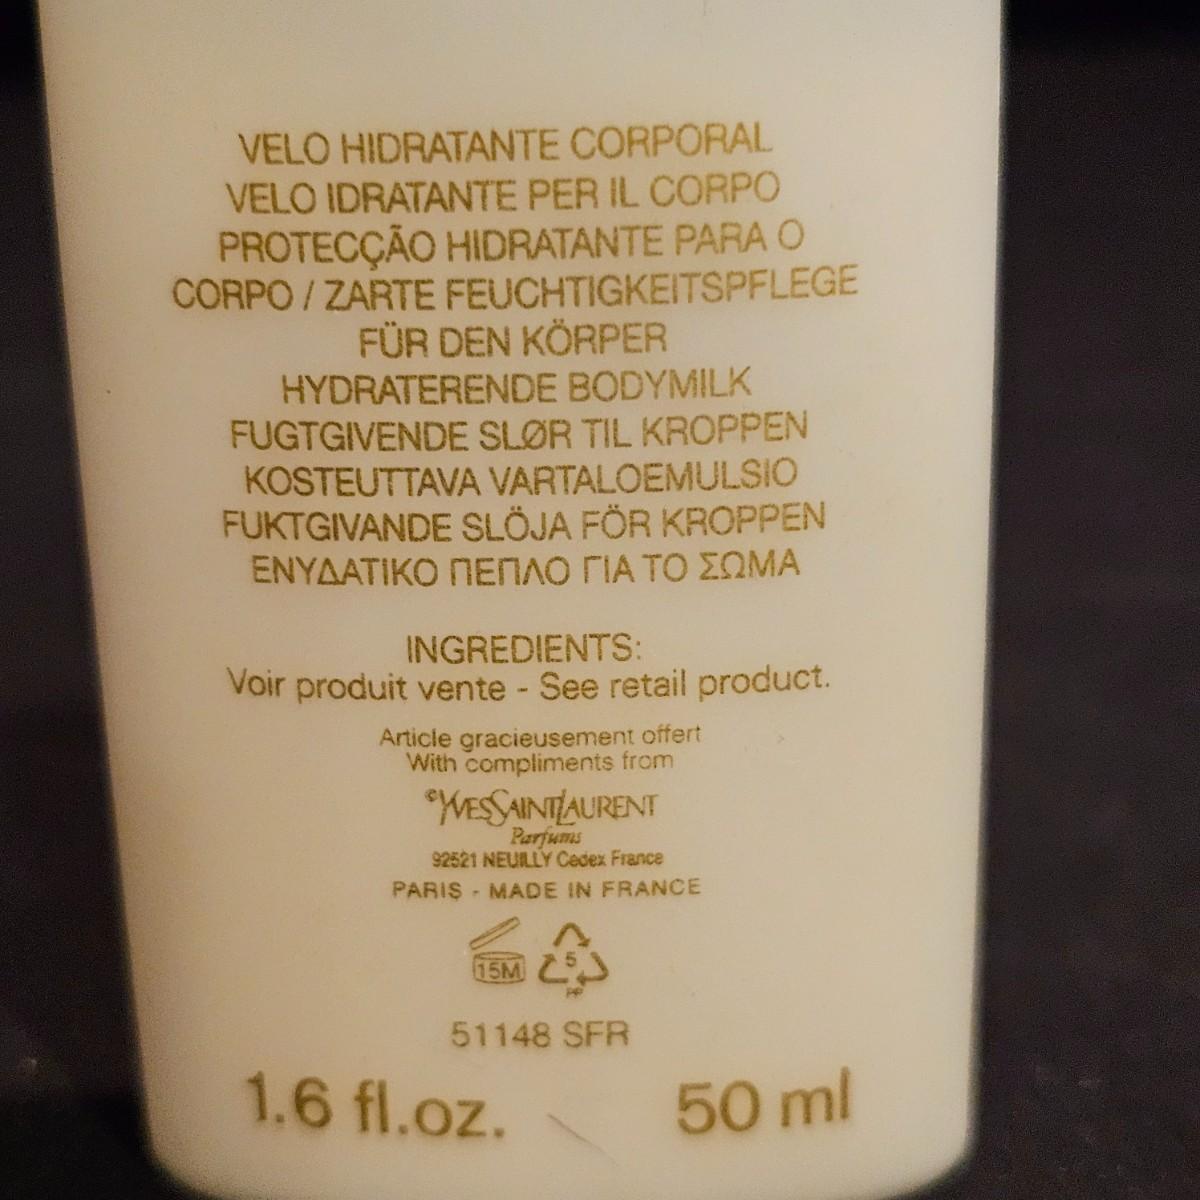 VELO HIDRATANTE CORPORAL
VELO IDRATANTE PER IL CORPO
PROTECÇÃO HIDRATANTE PARA O
CORPO / ZARTE FEUCHTIGKEITSPFLEGE
FÜR DEN KÖRPER
HYDRATERENDE BODYMILK
FUGTGIVENDE SLØR TIL KROPPEN
KOSTEUTTAVA VARTALOEMULSIO
FUKTGIVANDE SLÖJA FÖR KROPPEN
ΕΝΥΔΑΤΙΚΟ ΠΕΠΛΟ ΓΙΑ ΤΟ ΣΩΜΑ
INGREDIENTS:
Voir produit vente - See retail product.
Article gracieusement offert
With compliments from
©YVESSAINTLAURENT
Parfums
92521 NEUILLY Cedex France
PARIS - MADE IN FRANCE
15M 5
PP
51148 SFR
1.6 fl.oz. 50 ml